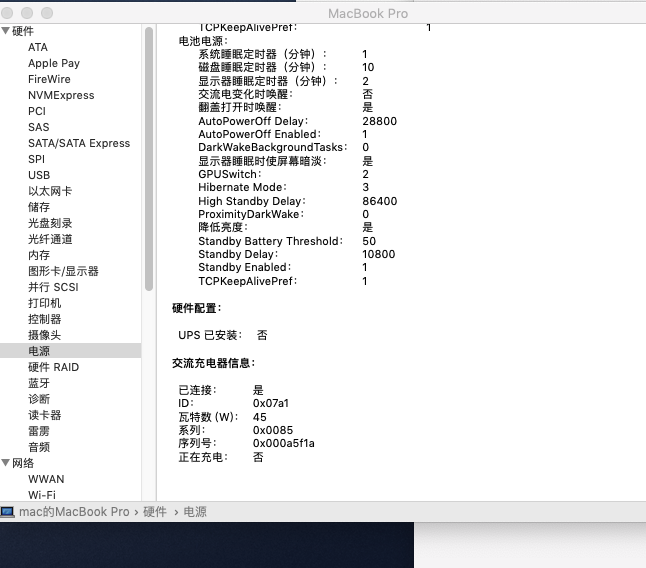 MacBook Pro
硬件
ATA
Apple Pay
FireWire
NVMExpress
PCI
SAS
SATA/SATA Express
SPI
USB
以太网卡
储存
光盘刻录
光纤通道
内存
图形卡/显示器
并行 SCSI
打印机
控制器
摄像头
电源
硬件 RAID
蓝牙
诊断
读卡器
雷雳
音频
网络
WWAN
Wi-Fi
TCPKeepAlivePref: 1
电池电源:
系统睡眠定时器（分钟）: 1
磁盘睡眠定时器（分钟）: 10
显示器睡眠定时器（分钟）: 2
交流电变化时唤醒: 否
翻盖打开时唤醒: 是
AutoPowerOff Delay: 28800
AutoPowerOff Enabled: 1
DarkWakeBackgroundTasks: 0
显示器睡眠时使屏幕暗淡: 是
GPUSwitch: 2
Hibernate Mode: 3
High Standby Delay: 86400
ProximityDarkWake: 0
降低亮度: 是
Standby Battery Threshold: 50
Standby Delay: 10800
Standby Enabled: 1
TCPKeepAlivePref: 1
硬件配置:
UPS 已安装: 否
交流充电器信息:
已连接: 是
ID: 0x07a1
瓦特数 (W): 45
系列: 0x0085
序列号: 0x000a5f1a
正在充电: 否
mac的MacBook Pro › 硬件 › 电源